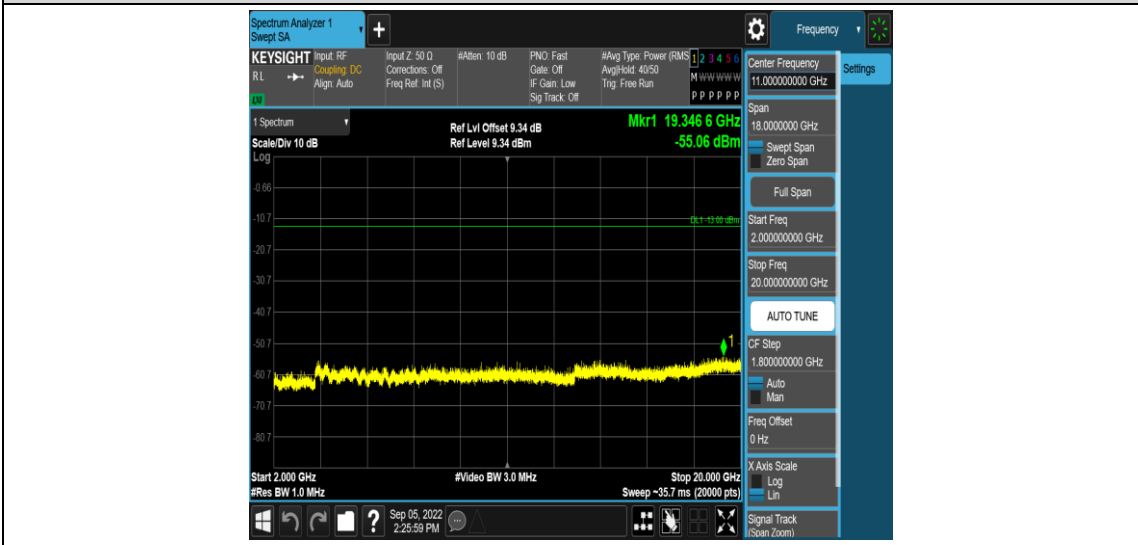 Spectrum Analyzer 1
Swept SA
+
Frequency
KEYSIGHT
RL
LXI
Input: RF
Coupling: DC
Align: Auto
Input Z: 50 Ω
Corrections: Off
Freq Ref: Int (S)
#Atten: 10 dB
PNO: Fast
Gate: Off
IF Gain: Low
Sig Track: Off
#Avg Type: Power (RMS
Avg|Hold: 40/50
Trig: Free Run
1 2 3 4 5 6
M W W W W W
P P P P P P
1 Spectrum
Scale/Div 10 dB
Log
Ref Lvl Offset 9.34 dB
Ref Level 9.34 dBm
Mkr1 19.346 6 GHz
-55.06 dBm
-0.66
-10.7
DL1 -13.00 dBm
-20.7
-30.7
-40.7
-50.7
1
-60.7
-70.7
-80.7
Start 2.000 GHz
#Res BW 1.0 MHz
#Video BW 3.0 MHz
Stop 20.000 GHz
Sweep ~35.7 ms (20000 pts)
?
Sep 05, 2022
2:25:59 PM
Center Frequency
11.000000000 GHz
Settings
Span
18.0000000 GHz
Swept Span
Zero Span
Full Span
Start Freq
2.000000000 GHz
Stop Freq
20.000000000 GHz
AUTO TUNE
CF Step
1.800000000 GHz
Auto
Man
Freq Offset
0 Hz
X Axis Scale
Log
Lin
Signal Track
(Span Zoom)